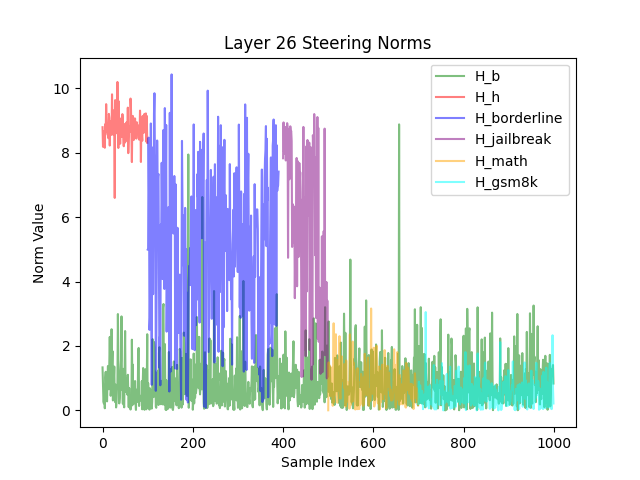 Layer 26 Steering Norms
H_b
H_h
H_borderline
H_jailbreak
H_math
H_gsm8k
10
8
6
4
2
0
Norm Value
0 200 400 600 800 1000
Sample Index